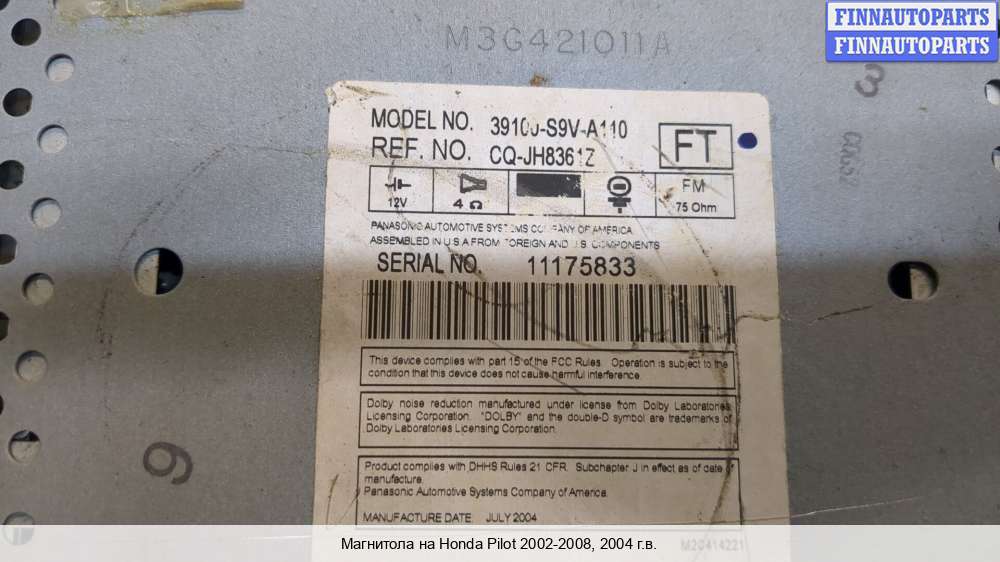 FINNAUTOPARTS
FINNAUTOPARTS
M3G421011A
3
MODEL NO. 39100-S9V-A110
REF. NO. CQ-JH8361Z
FT
12V
4 Ω
FM
75 Ohm
PANASONIC AUTOMOTIVE SYSTEMS COMPANY OF AMERICA
ASSEMBLED IN U S A FROM FOREIGN AND U S COMPONENTS
SERIAL NO. 11175833
This device complies with part 15 of the FCC Rules. Operation is subject to the
condition that this device does not cause harmful interference.
Dolby noise reduction manufactured under license from Dolby Laboratories
Licensing Corporation. "DOLBY" and the double-D symbol are trademarks of
Dolby Laboratories Licensing Corporation.
6
Product complies with DHHS Rules 21 CFR. Subchapter J in effect as of date of
manufacture.
Panasonic Automotive Systems Company of America.
MANUFACTURE DATE: JULY 2004
M2G414221
Магнитола на Honda Pilot 2002-2008, 2004 г.в.